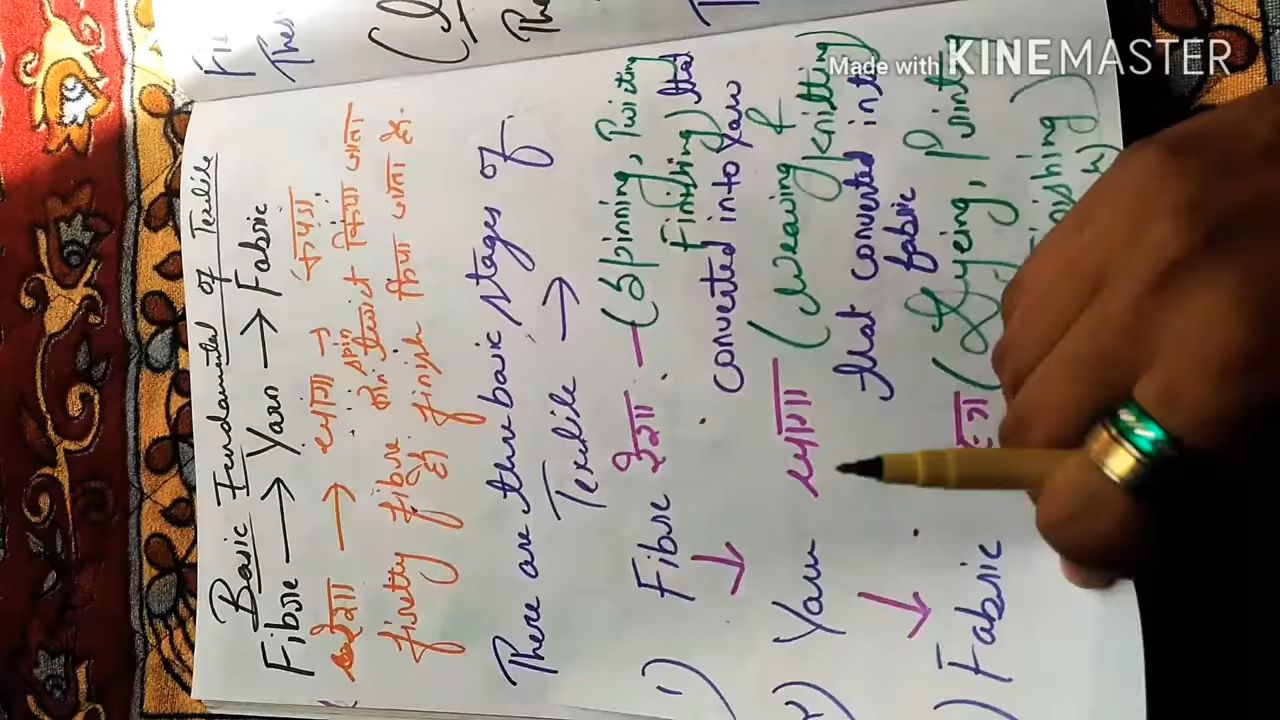 Made with KINEMASTER
Basic Fundamental of Textile
Fibre → Yarn → Fabric
रेशा → धागा → कपड़ा
firstly fibre को spin twist किया जाता
है finish किया जाता है.
There are three basic stages of
Textile →
1) Fibre रेशा — (Spinning, Twisting
Finishing) that
converted into Yarn
2) Yarn धागा (weaving &
knitting)
that converted into
fabric
) Fabric (Dyeing, Printing